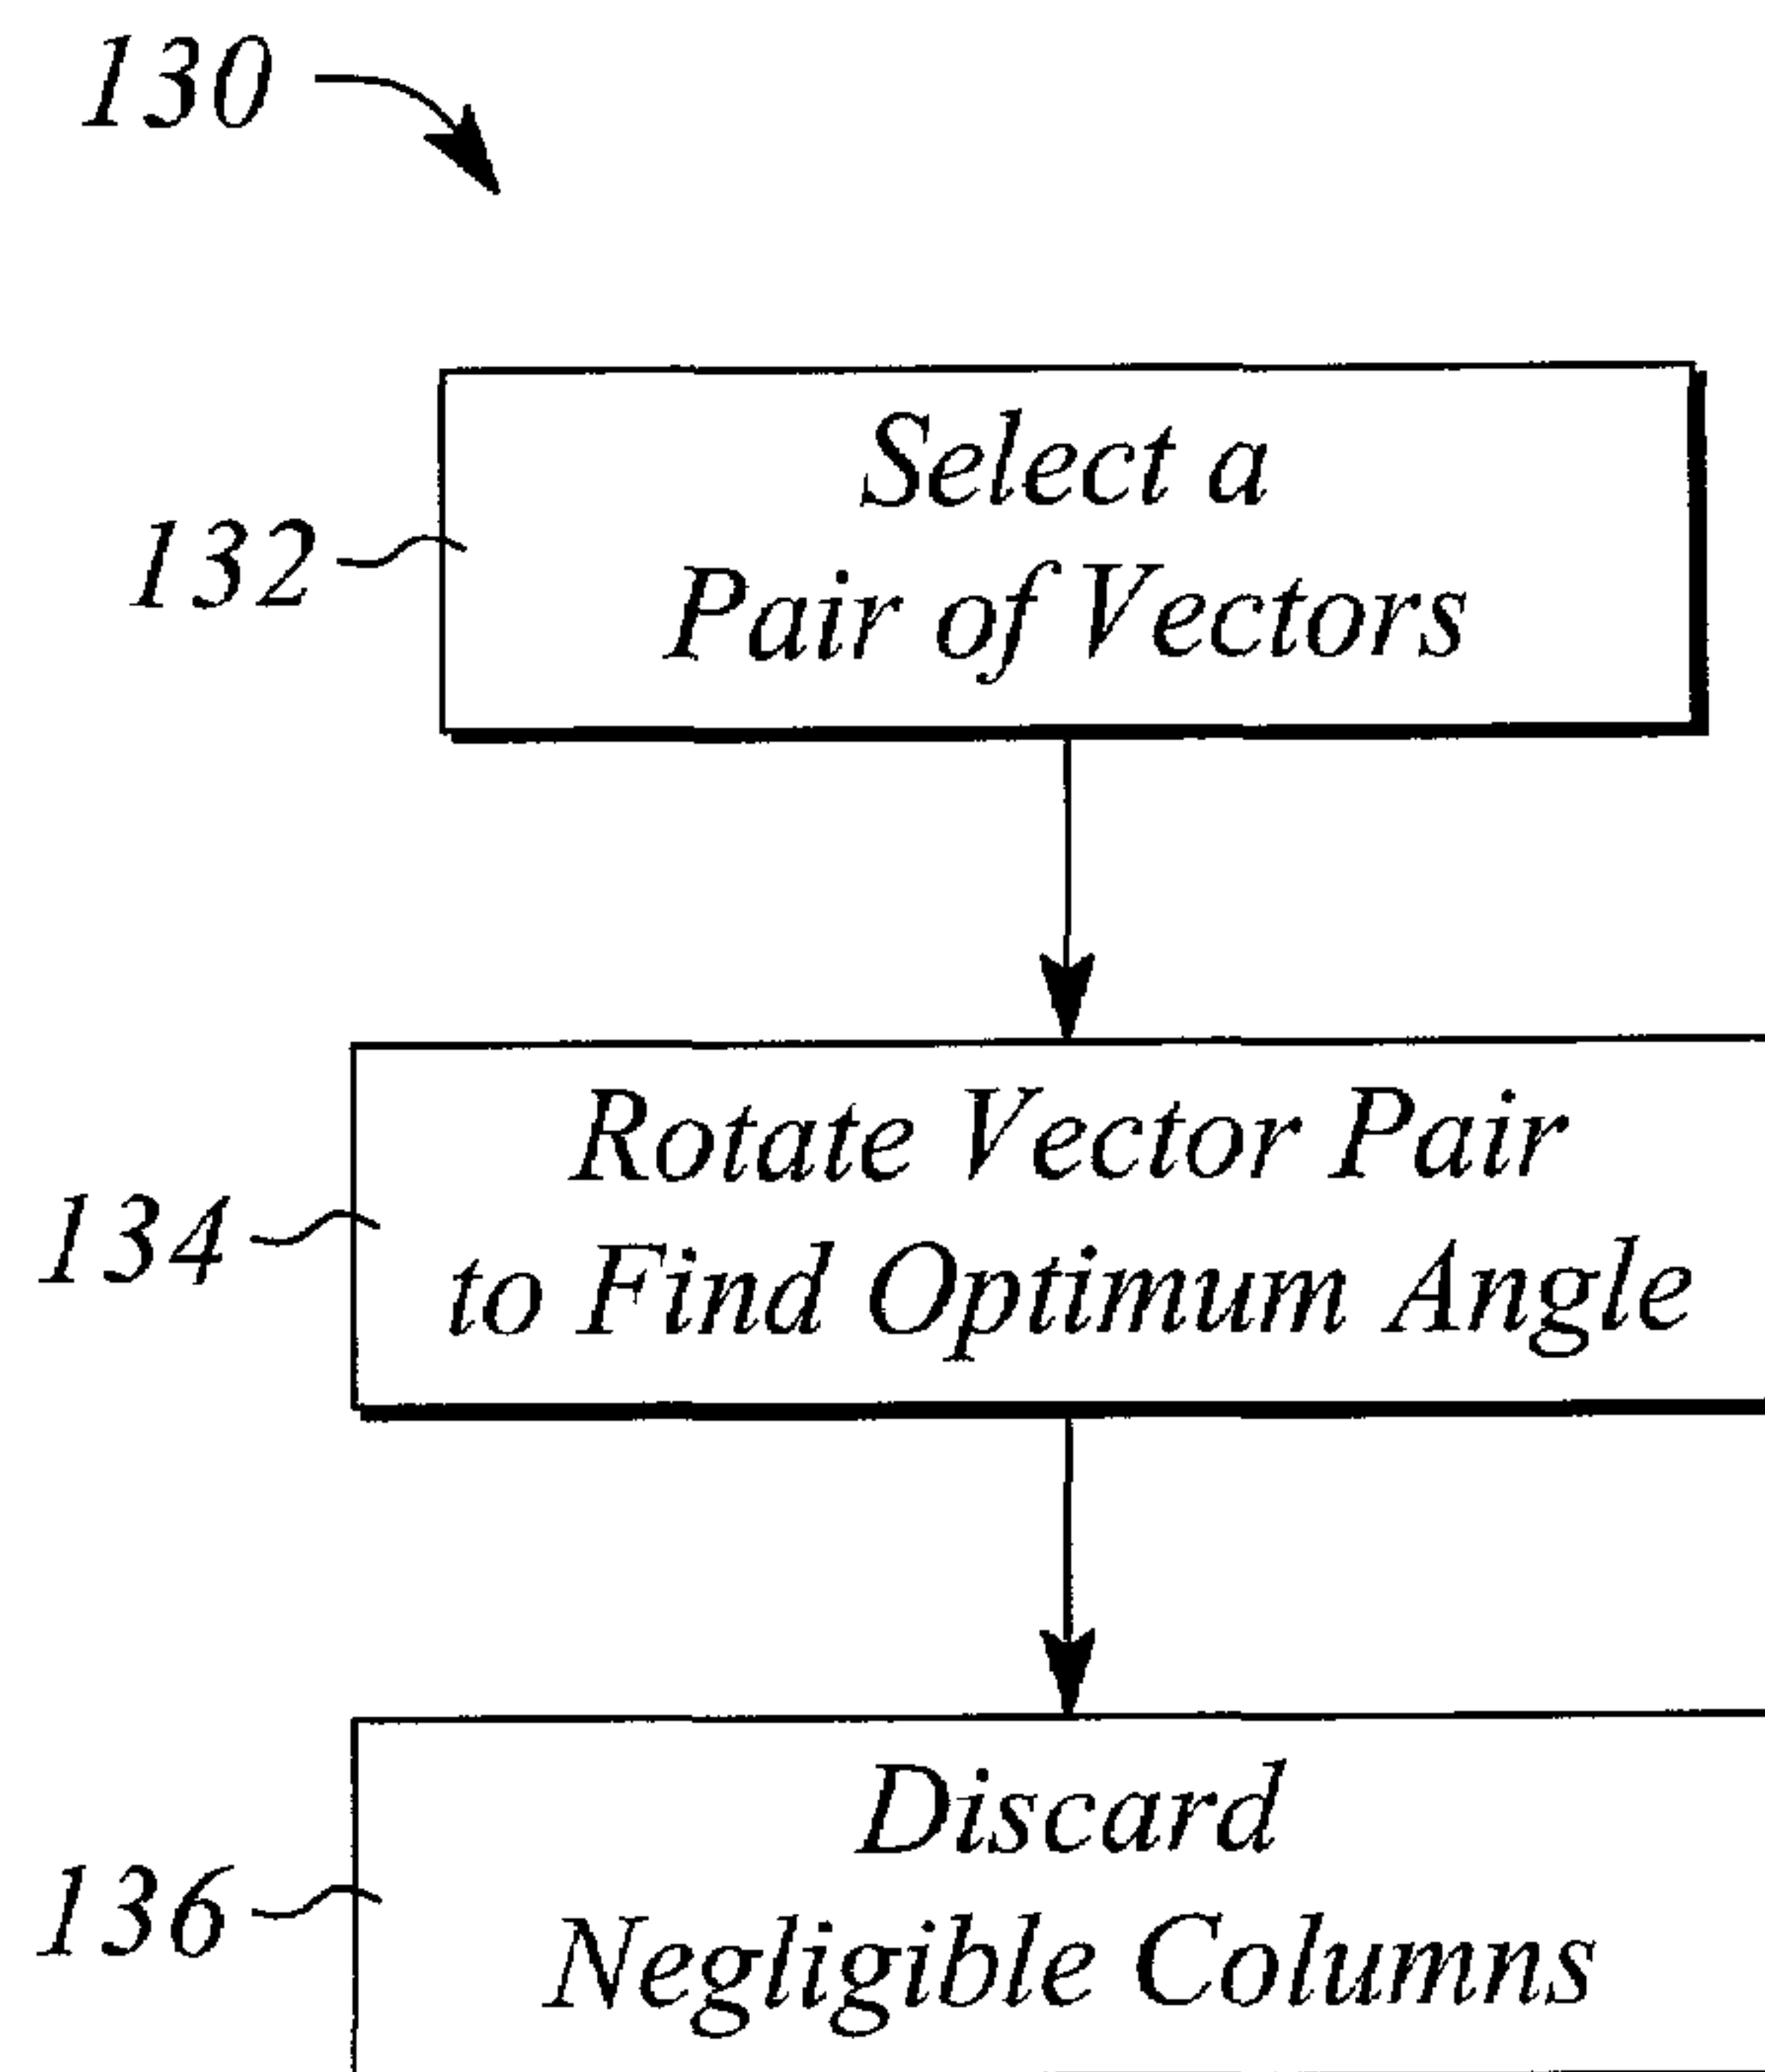 130
132
Select a
Pair of Vectors
134
Rotate Vector Pair
to Find Optimum Angle
136
Discard
Negligible Columns